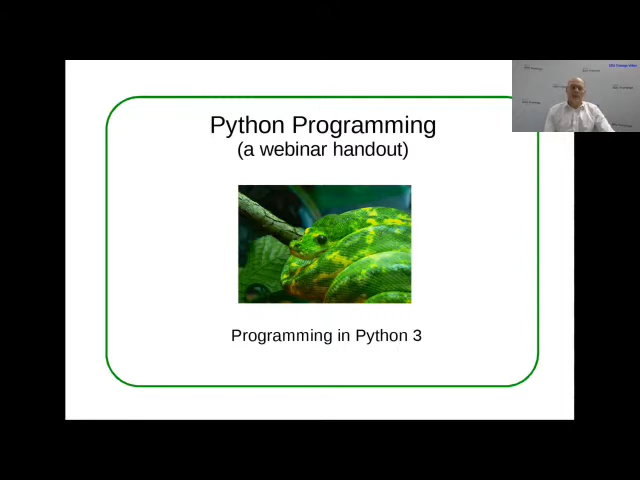 Python Programming
(a webinar handout)
Programming in Python 3